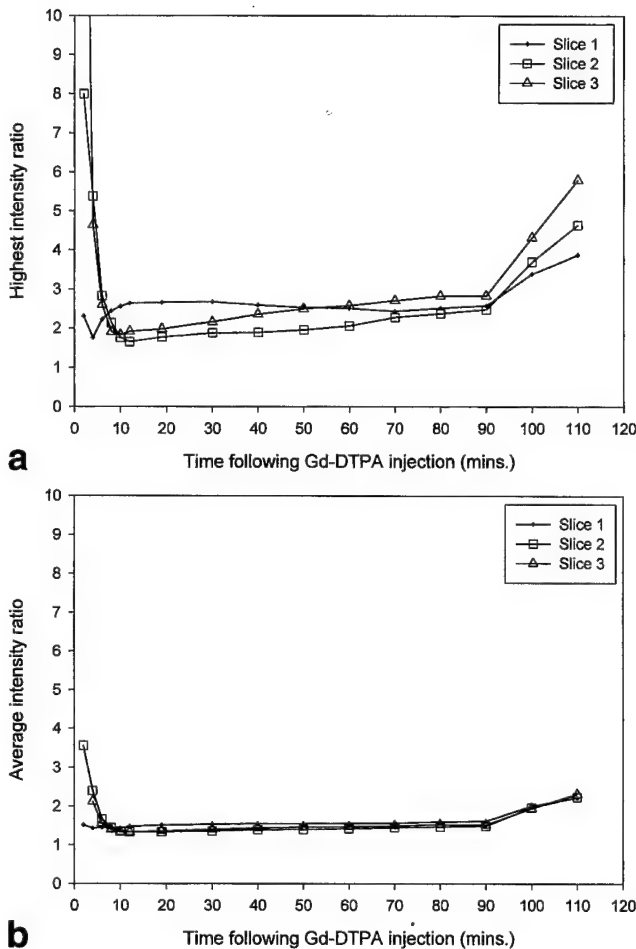 10
9
8
7
6
5
4
3
2
1
0
Highest intensity ratio
Slice 1
Slice 2
Slice 3
0 10 20 30 40 50 60 70 80 90 100 110 120
a
Time following Gd-DTPA injection (mins.)
10
9
8
7
6
5
4
3
2
1
0
Average intensity ratio
Slice 1
Slice 2
Slice 3
0 10 20 30 40 50 60 70 80 90 100 110 120
b
Time following Gd-DTPA injection (mins.)